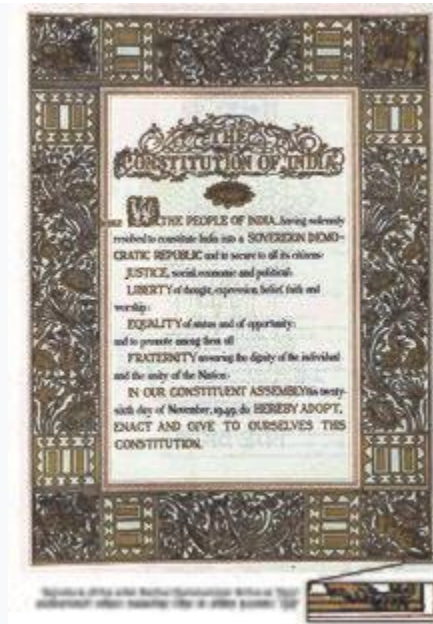 THE
CONSTITUTION OF INDIA
WE, THE PEOPLE OF INDIA, having solemnly
resolved to constitute India into a SOVEREIGN DEMO-
CRATIC REPUBLIC and to secure to all its citizens:
JUSTICE, social, economic and political;
LIBERTY of thought, expression, belief, faith and
worship;
EQUALITY of status and of opportunity;
and to promote among them all
FRATERNITY assuring the dignity of the individual
and the unity of the Nation;
IN OUR CONSTITUENT ASSEMBLY this twenty-
sixth day of November, 1949, do HEREBY ADOPT,
ENACT AND GIVE TO OURSELVES THIS
CONSTITUTION.